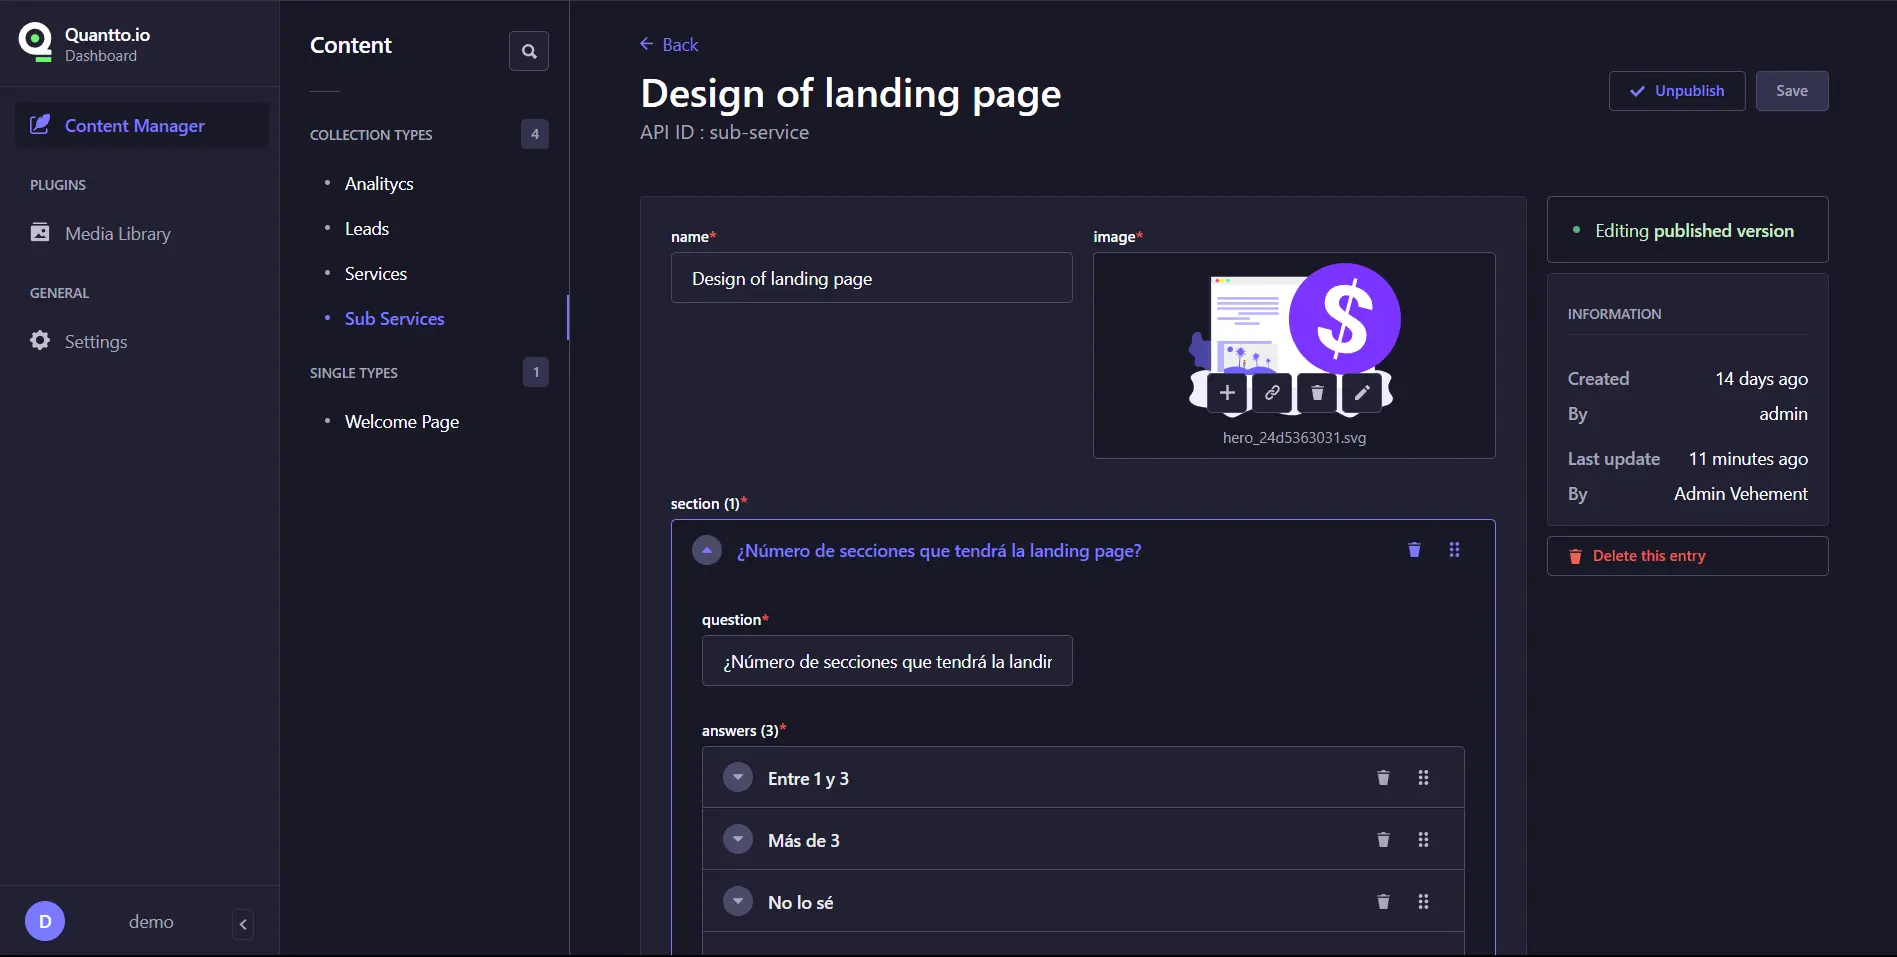 Quantto.io
Dashboard
Content Manager
PLUGINS
Media Library
GENERAL
Settings
D
demo
Content
COLLECTION TYPES
4
Analitycs
Leads
Services
Sub Services
SINGLE TYPES
1
Welcome Page
Back
Design of landing page
API ID : sub-service
Unpublish
Save
name*
Design of landing page
image*
$
hero_24d5363031.svg
section (1)*
¿Número de secciones que tendrá la landing page?
question*
¿Número de secciones que tendrá la landir
answers (3)*
Entre 1 y 3
Más de 3
No lo sé
Editing published version
INFORMATION
Created 14 days ago
By admin
Last update 11 minutes ago
By Admin Vehement
Delete this entry